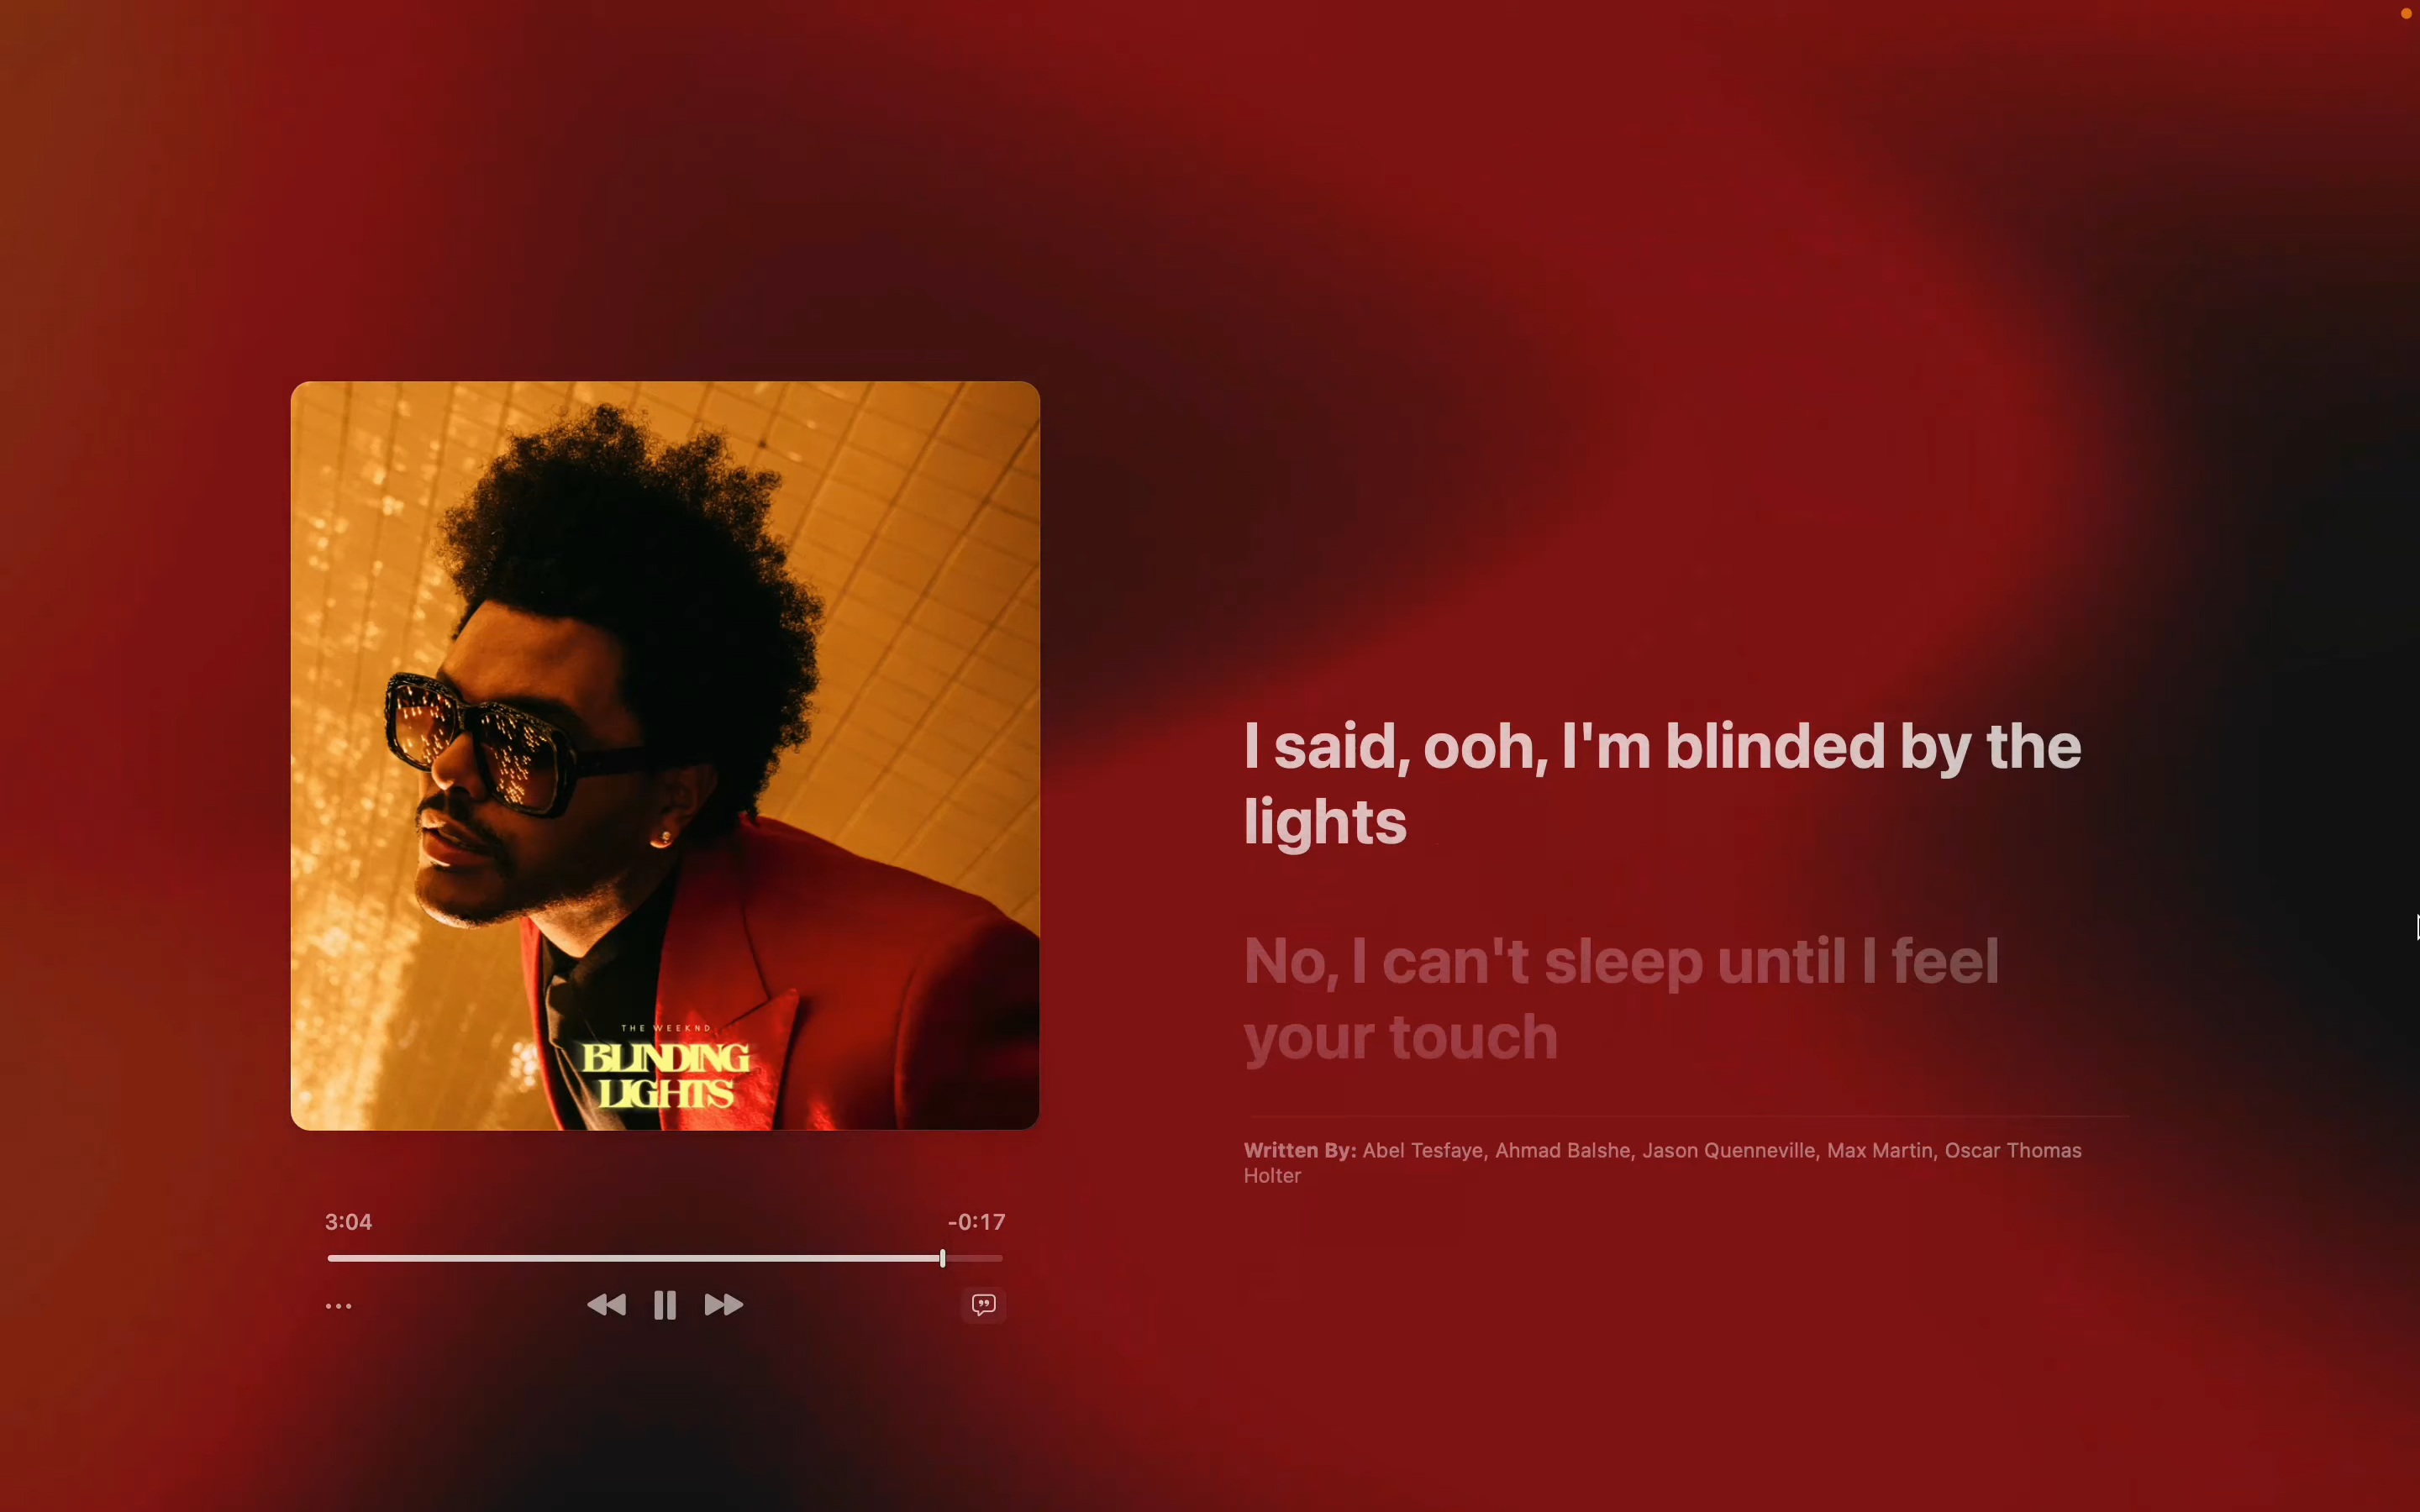 THE WEEKND
BLINDING
LIGHTS
3:04
-0:17
I said, ooh, I'm blinded by the
lights
No, I can't sleep until I feel
your touch
Written By: Abel Tesfaye, Ahmad Balshe, Jason Quenneville, Max Martin, Oscar Thomas
Holter